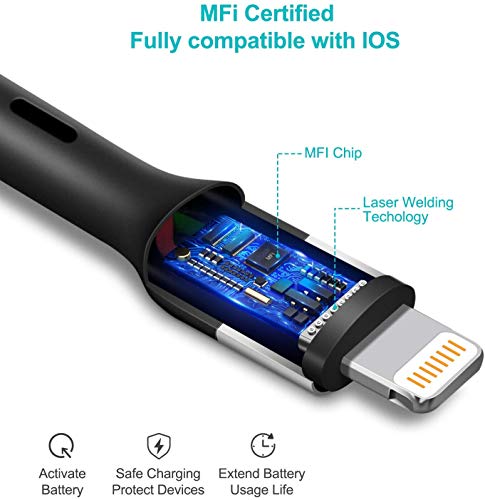 MFi Certified
Fully compatible with IOS
MFI Chip
Laser Welding
Techology
MFi
Activate
Battery
Safe Charging
Protect Devices
Extend Battery
Usage Life